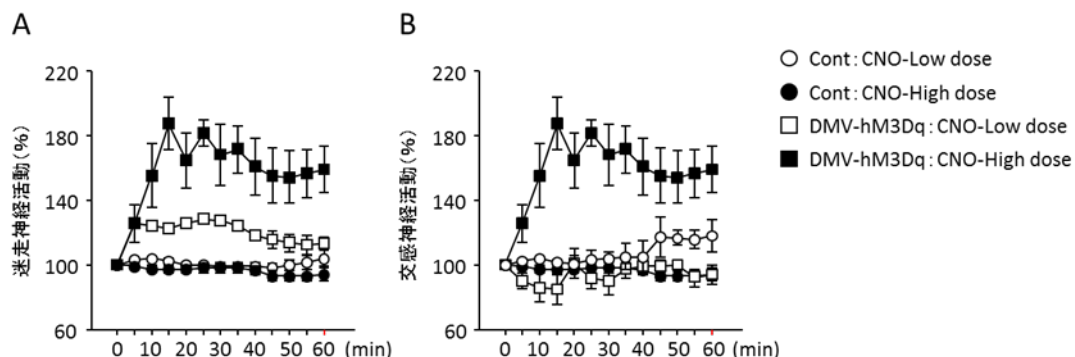 A
B
220
180
140
100
60
迷走神経活動(%)
0 10 20 30 40 50 60 (min)
220
180
140
100
60
交感神経活動(%)
0 10 20 30 40 50 60 (min)
Cont:CNO-Low dose
Cont:CNO-High dose
DMV-hM3Dq:CNO-Low dose
DMV-hM3Dq:CNO-High dose